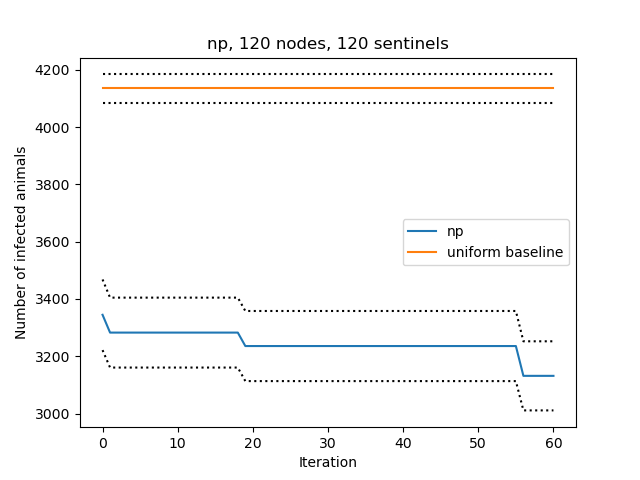 np, 120 nodes, 120 sentinels
4200
4000
3800
3600
3400
3200
3000
Number of infected animals
np
uniform baseline
0 10 20 30 40 50 60
Iteration